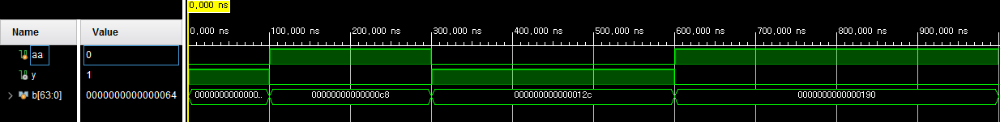 0,000 ns
Name Value 0,000 ns 100,000 ns 200,000 ns 300,000 ns 400,000 ns 500,000 ns 600,000 ns 700,000 ns 800,000 ns 900,000 ns
aa 0
y 1
b[63:0] 0000000000000064 0000000000000.. 00000000000000c8 000000000000012c 0000000000000190